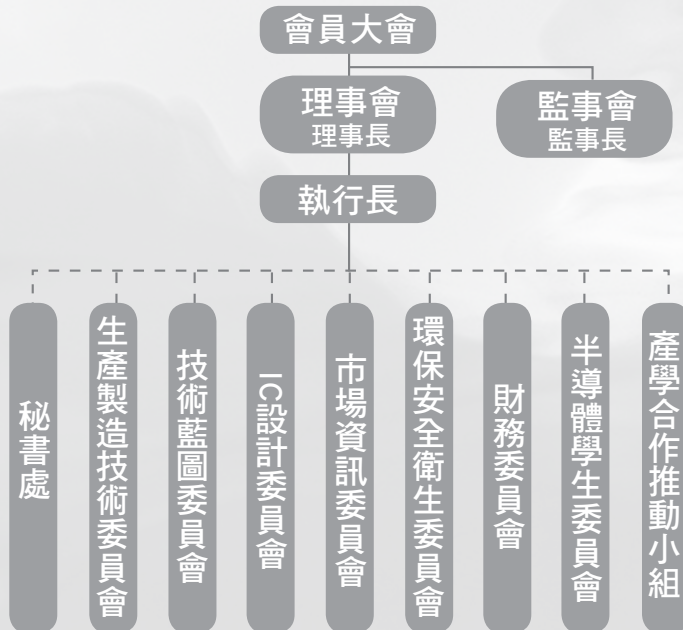 會員大會
理事會
理事長
監事會
監事長
執行長
秘書處
生產製造技術委員會
技術藍圖委員會
IC設計委員會
市場資訊委員會
環保安全衛生委員會
財務委員會
半導體學生委員會
產學合作推動小組